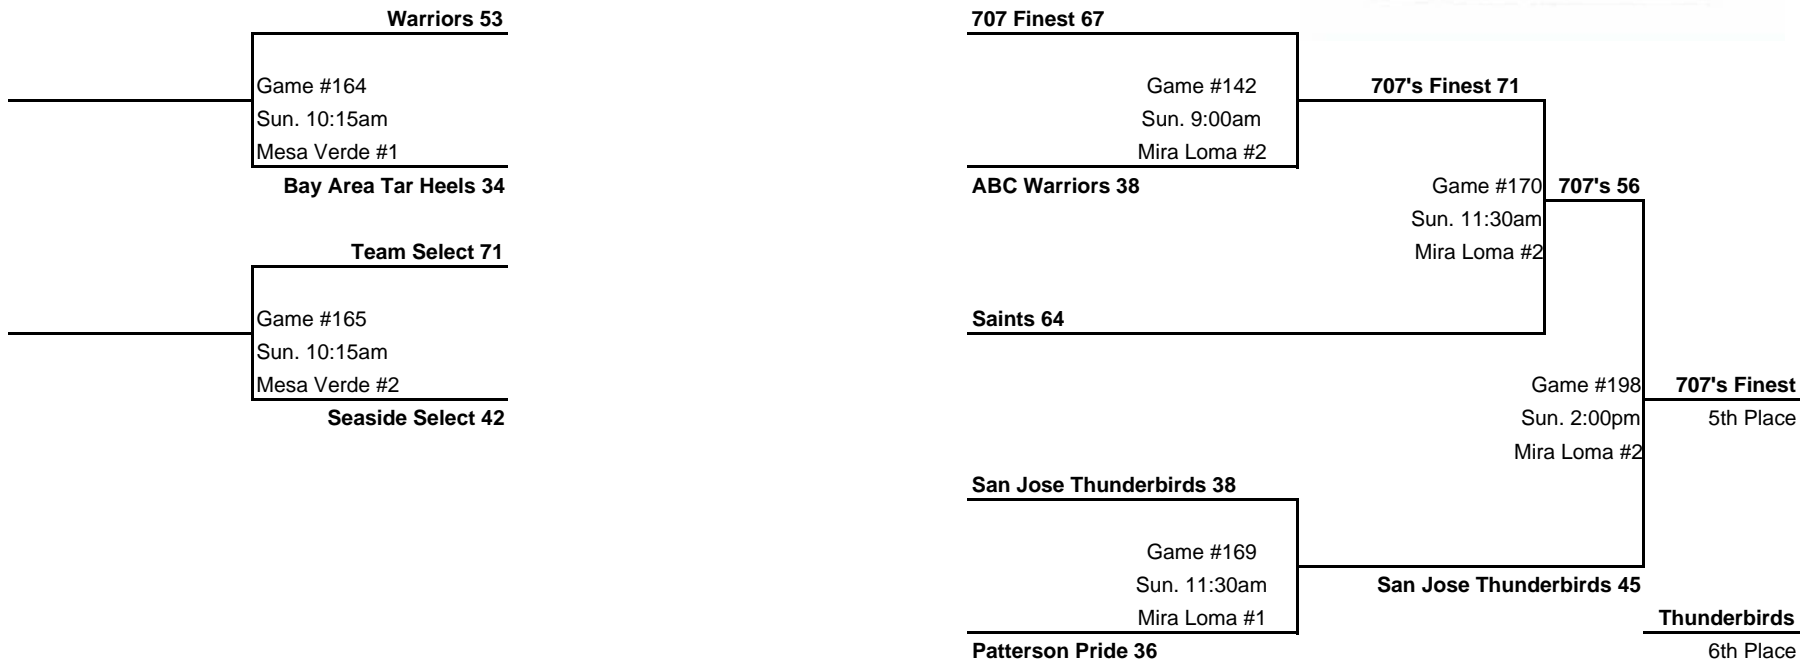 Warriors 53
Game #164
Sun. 10:15am
Mesa Verde #1
Bay Area Tar Heels 34
Team Select 71
Game #165
Sun. 10:15am
Mesa Verde #2
Seaside Select 42
707 Finest 67
Game #142
Sun. 9:00am
Mira Loma #2
ABC Warriors 38
707's Finest 71
Game #170
Sun. 11:30am
Mira Loma #2
Saints 64
707's 56
Game #198
Sun. 2:00pm
Mira Loma #2
San Jose Thunderbirds 38
Game #169
Sun. 11:30am
Mira Loma #1
Patterson Pride 36
San Jose Thunderbirds 45
707's Finest
5th Place
Thunderbirds
6th Place